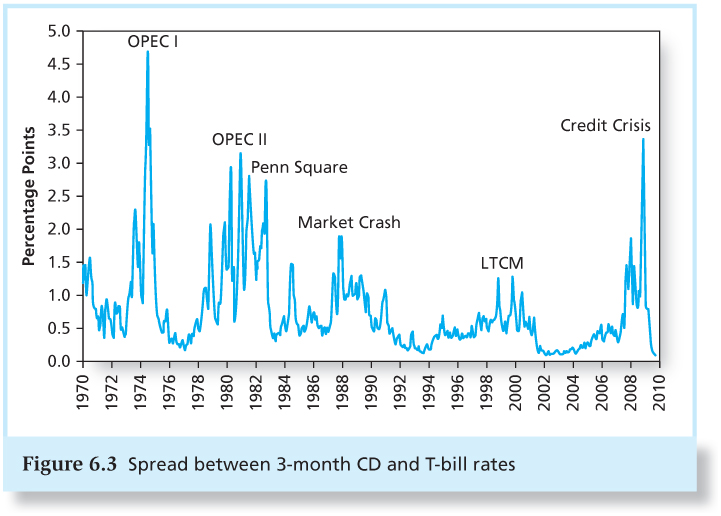 5.0
OPEC I
4.5
4.0
3.5
Credit Crisis
OPEC II
3.0
Penn Square
2.5
2.0
Market Crash
1.5
LTCM
1.0
0.5
0.0
Percentage Points
1970 1972 1974 1976 1978 1980 1982 1984 1986 1988 1990 1992 1994 1996 1998 2000 2002 2004 2006 2008 2010
Figure 6.3 Spread between 3-month CD and T-bill rates